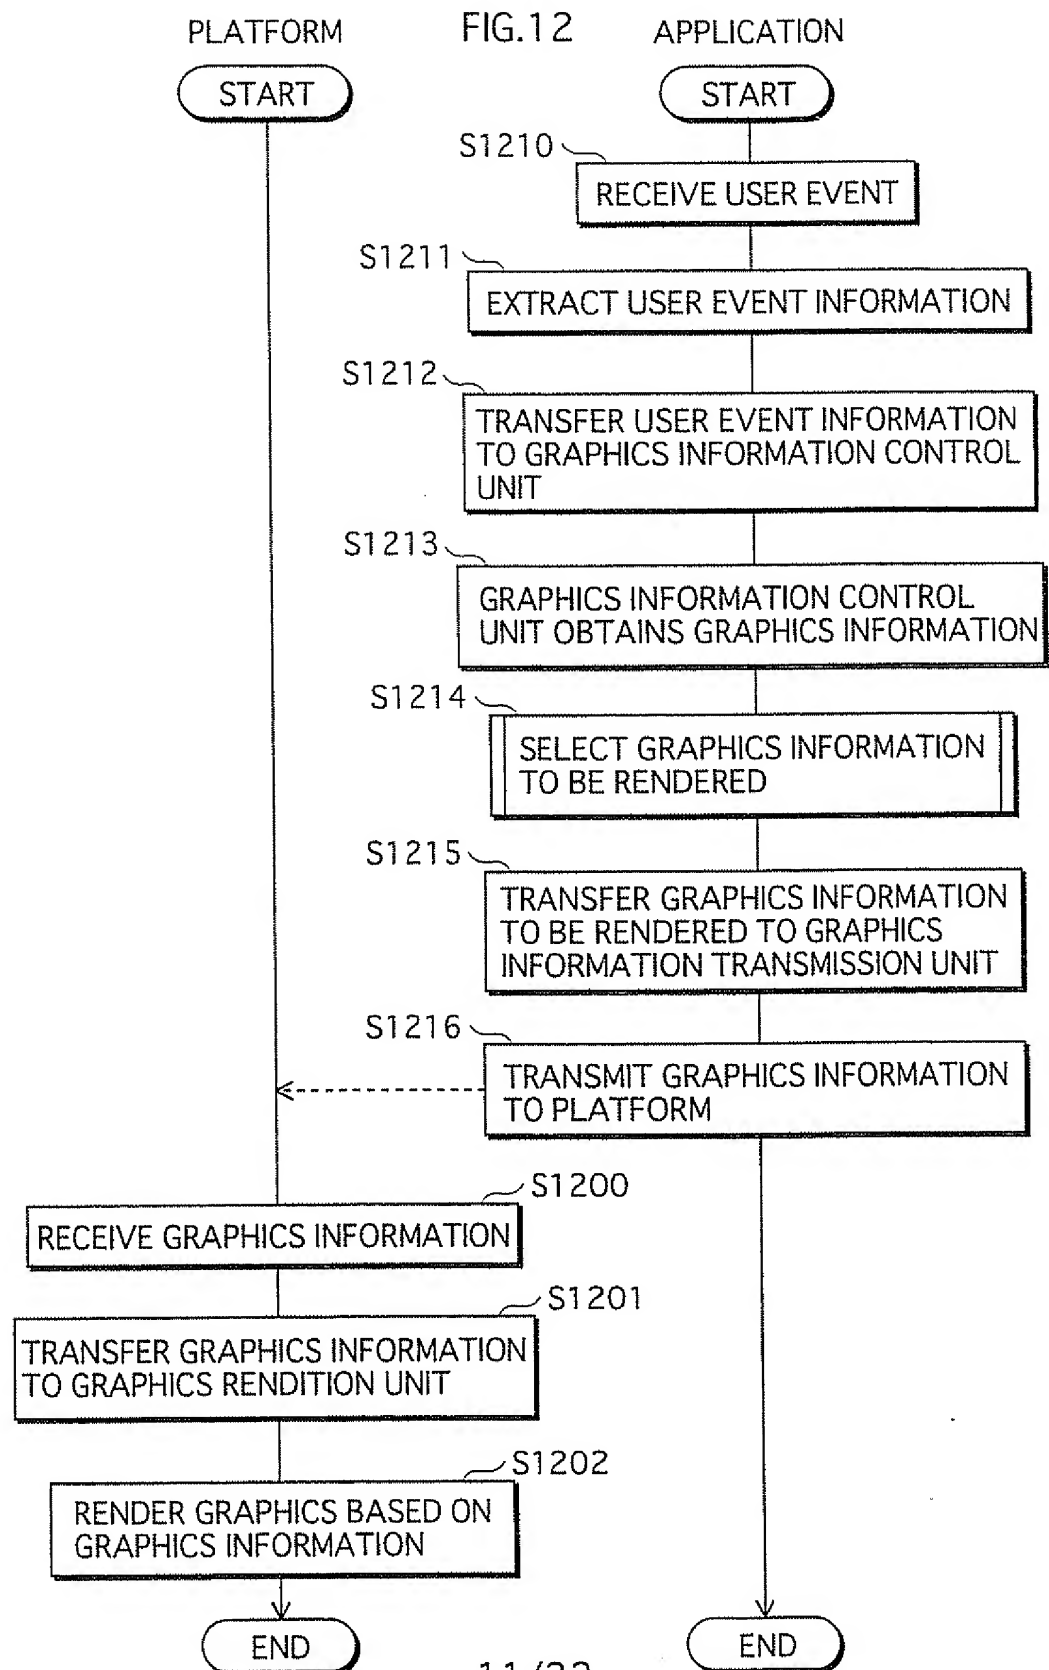 PLATFORM
FIG.12
APPLICATION
START
START
S1210
RECEIVE USER EVENT
S1211
EXTRACT USER EVENT INFORMATION
S1212
TRANSFER USER EVENT INFORMATION
TO GRAPHICS INFORMATION CONTROL
UNIT
S1213
GRAPHICS INFORMATION CONTROL
UNIT OBTAINS GRAPHICS INFORMATION
S1214
SELECT GRAPHICS INFORMATION
TO BE RENDERED
S1215
TRANSFER GRAPHICS INFORMATION
TO BE RENDERED TO GRAPHICS
INFORMATION TRANSMISSION UNIT
S1216
TRANSMIT GRAPHICS INFORMATION
TO PLATFORM
S1200
RECEIVE GRAPHICS INFORMATION
S1201
TRANSFER GRAPHICS INFORMATION
TO GRAPHICS RENDITION UNIT
S1202
RENDER GRAPHICS BASED ON
GRAPHICS INFORMATION
END
END